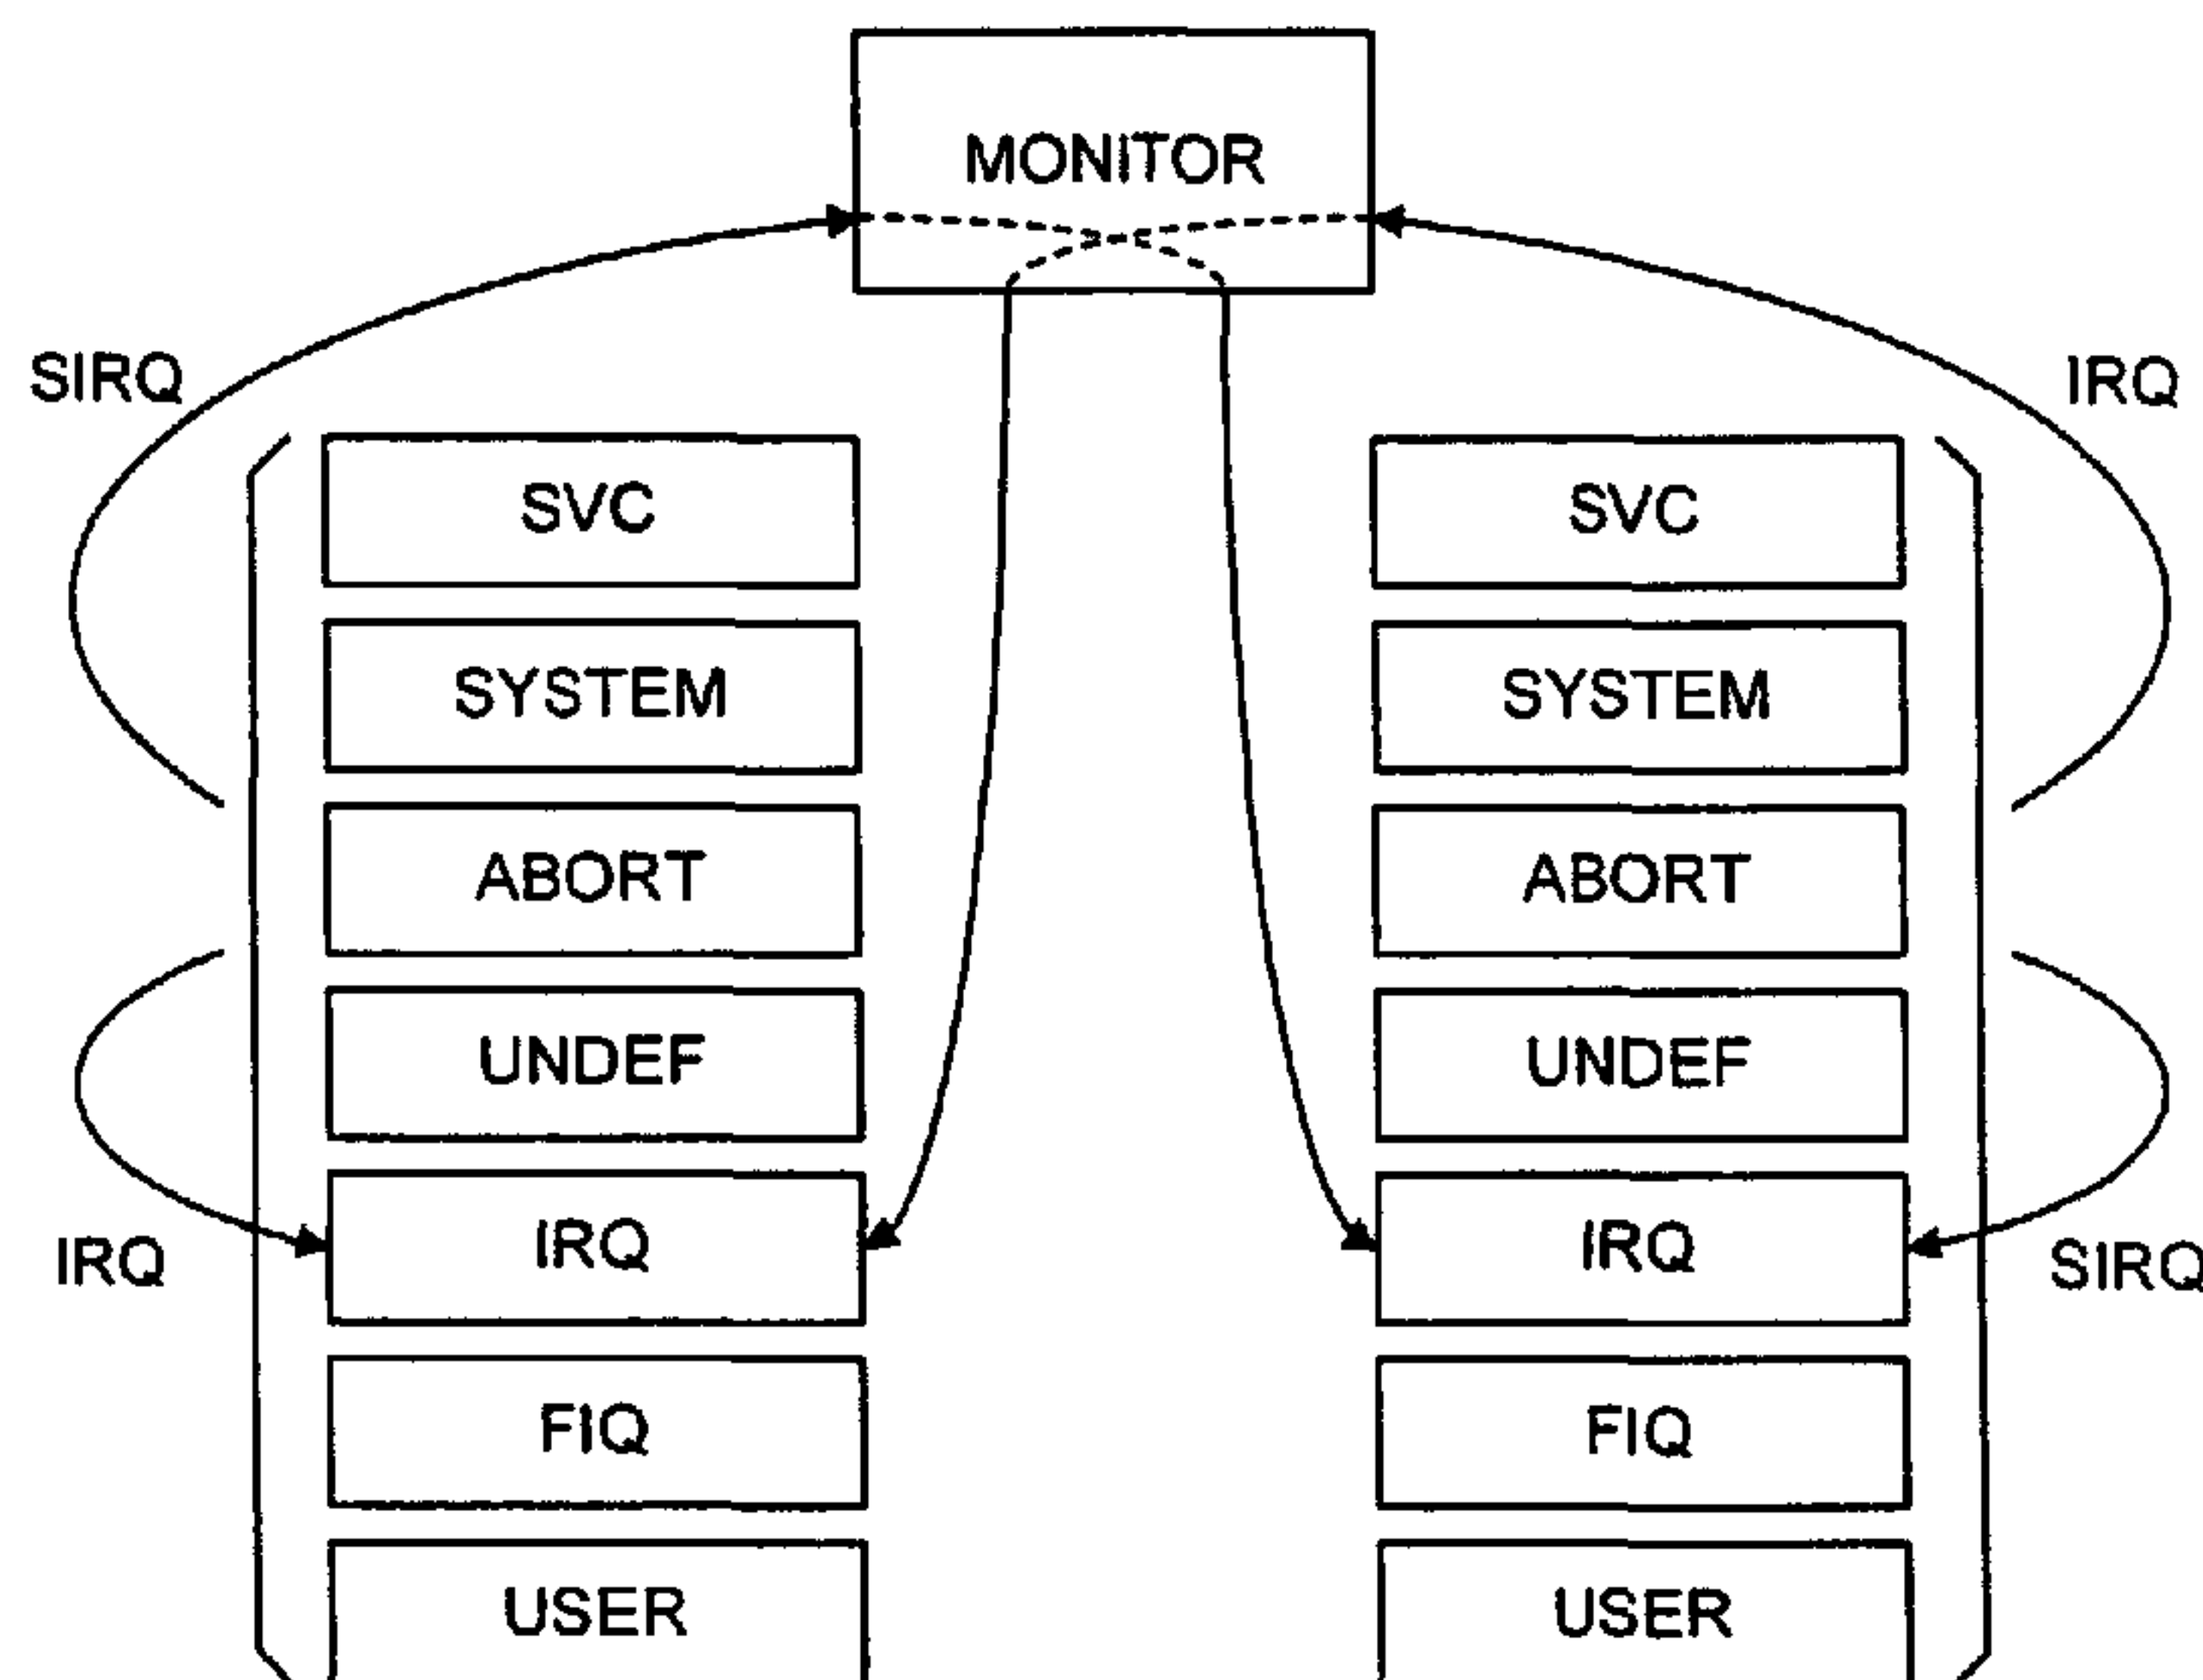 MONITOR
SIRQ
IRQ
SVC
SVC
SYSTEM
SYSTEM
ABORT
ABORT
UNDEF
UNDEF
IRQ
IRQ
IRQ
SIRQ
FIQ
FIQ
USER
USER